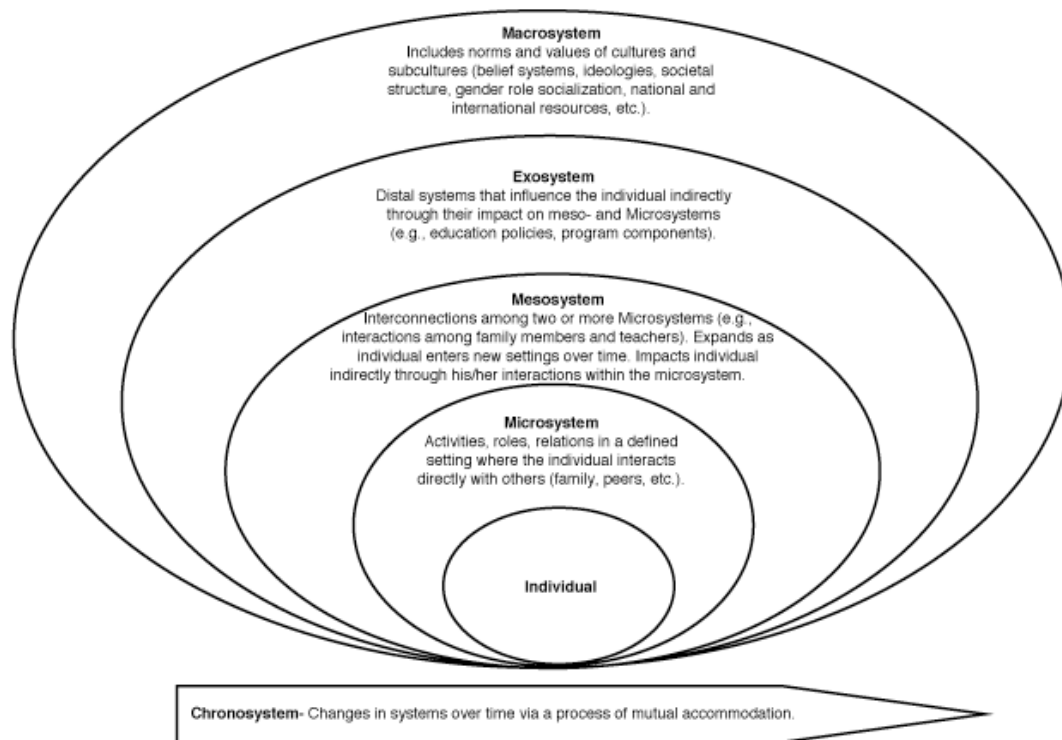 Macrosystem
Includes norms and values of cultures and
subcultures (belief systems, ideologies, societal
structure, gender role socialization, national and
international resources, etc.).
Exosystem
Distal systems that influence the individual indirectly
through their impact on meso- and Microsystems
(e.g., education policies, program components).
Mesosystem
Interconnections among two or more Microsystems (e.g.,
interactions among family members and teachers). Expands as
individual enters new settings over time. Impacts individual
indirectly through his/her interactions within the microsystem.
Microsystem
Activities, roles, relations in a defined
setting where the individual interacts
directly with others (family, peers, etc.).
Individual
Chronosystem- Changes in systems over time via a process of mutual accommodation.